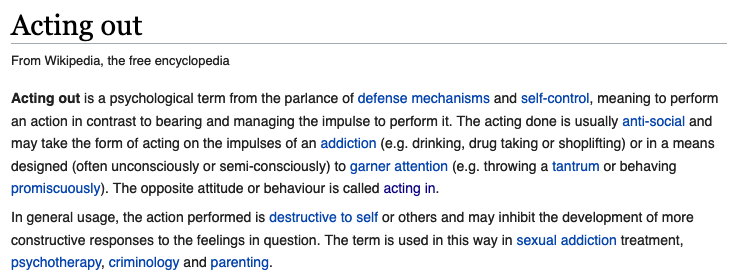 Acting out
From Wikipedia, the free encyclopedia
Acting out is a psychological term from the parlance of defense mechanisms and self-control, meaning to perform
an action in contrast to bearing and managing the impulse to perform it. The acting done is usually anti-social and
may take the form of acting on the impulses of an addiction (e.g. drinking, drug taking or shoplifting) or in a means
designed (often unconsciously or semi-consciously) to garner attention (e.g. throwing a tantrum or behaving
promiscuously). The opposite attitude or behaviour is called acting in.
In general usage, the action performed is destructive to self or others and may inhibit the development of more
constructive responses to the feelings in question. The term is used in this way in sexual addiction treatment,
psychotherapy, criminology and parenting.